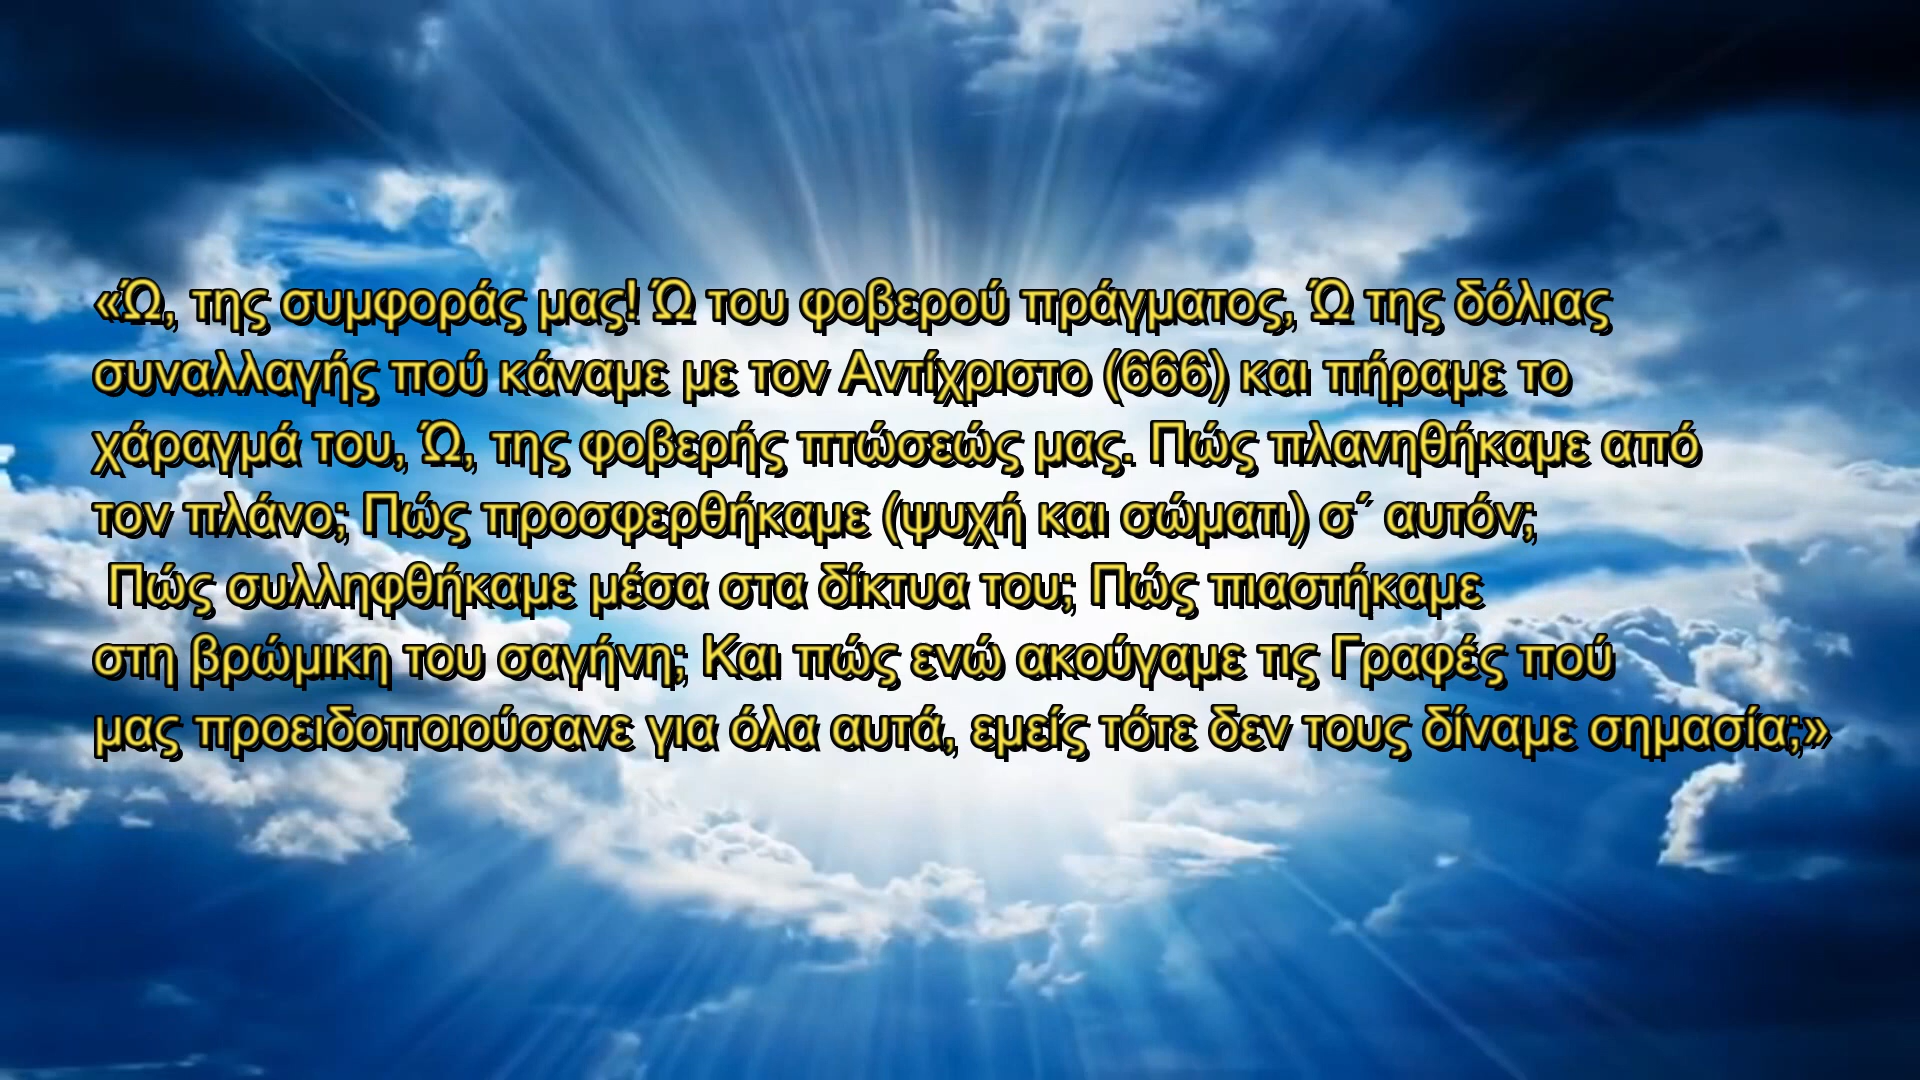 «Ώ, της συμφοράς μας! Ώ του φοβερού πράγματος, Ώ της δόλιας
συναλλαγής πού κάναμε με τον Αντίχριστο (666) και πήραμε το
χάραγμά του, Ώ, της φοβερής πτώσεώς μας. Πώς πλανηθήκαμε από
τον πλάνο; Πώς προσφερθήκαμε (ψυχή και σώματι) σ΄ αυτόν;
Πώς συλληφθήκαμε μέσα στα δίκτυα του; Πώς πιαστήκαμε
στη βρώμικη του σαγήνη; Και πώς ενώ ακούγαμε τις Γραφές πού
μας προειδοποιούσανε για όλα αυτά, εμείς τότε δεν τους δίναμε σημασία;»